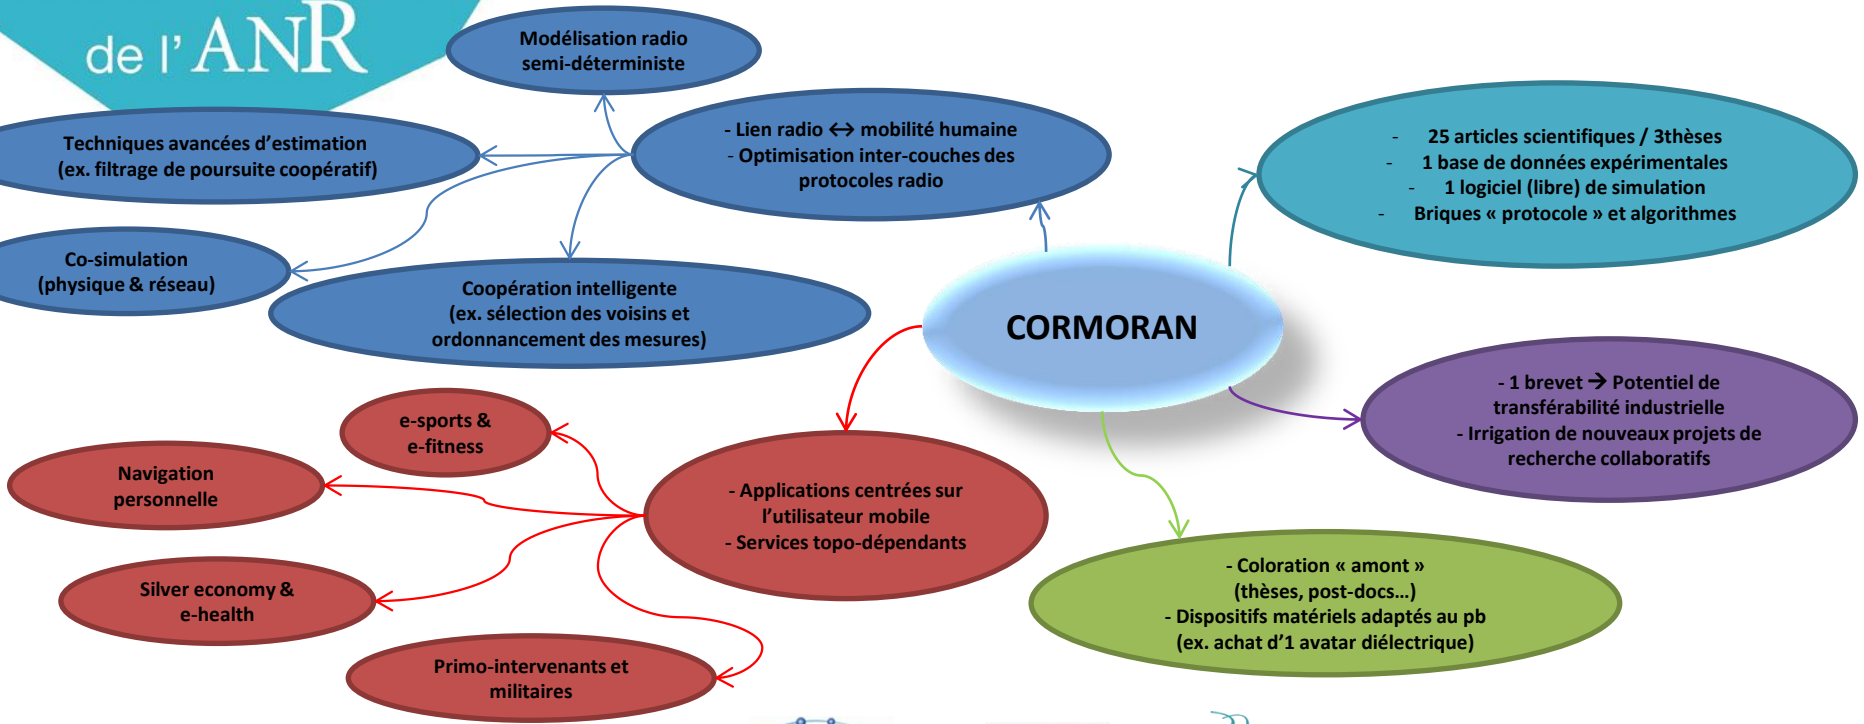 de l' ANR
Modélisation radio
semi-déterministe
Techniques avancées d'estimation
(ex. filtrage de poursuite coopératif)
- Lien radio ↔ mobilité humaine
- Optimisation inter-couches des
protocoles radio
- 25 articles scientifiques / 3thèses
- 1 base de données expérimentales
- 1 logiciel (libre) de simulation
- Briques « protocole » et algorithmes
Co-simulation
(physique & réseau)
Coopération intelligente
(ex. sélection des voisins et
ordonnancement des mesures)
CORMORAN
- 1 brevet → Potentiel de
transférabilité industrielle
- Irrigation de nouveaux projets de
recherche collaboratifs
e-sports &
e-fitness
Navigation
personnelle
- Applications centrées sur
l'utilisateur mobile
- Services topo-dépendants
Silver economy &
e-health
- Coloration « amont »
(thèses, post-docs…)
- Dispositifs matériels adaptés au pb
(ex. achat d'1 avatar diélectrique)
Primo-intervenants et
militaires